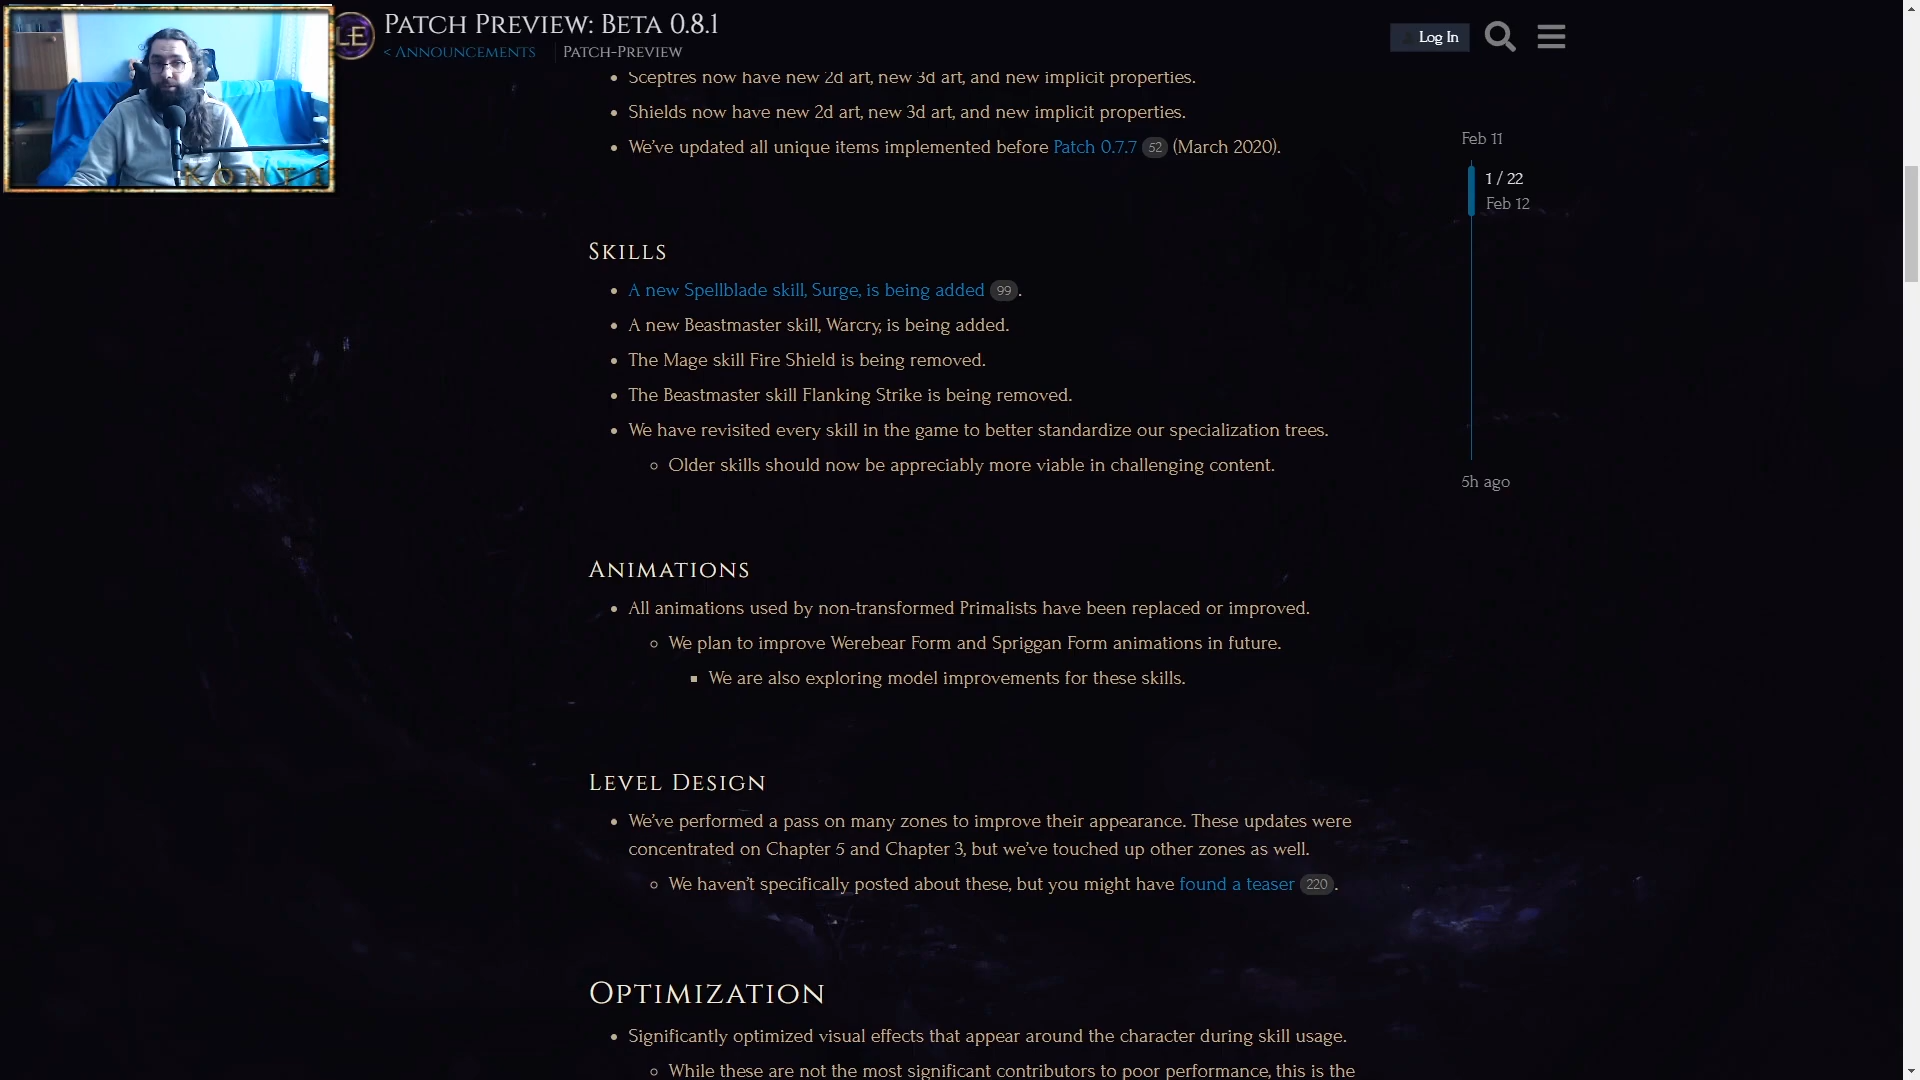 LE
PATCH PREVIEW: BETA 0.8.1
< ANNOUNCEMENTS PATCH-PREVIEW
Log In
Sceptres now have new 2d art, new 3d art, and new implicit properties.
Shields now have new 2d art, new 3d art, and new implicit properties.
We've updated all unique items implemented before Patch 0.7.7 52 (March 2020).
Feb 11
1 / 22
Feb 12
5h ago
SKILLS
A new Spellblade skill, Surge, is being added 99.
A new Beastmaster skill, Warcry, is being added.
The Mage skill Fire Shield is being removed.
The Beastmaster skill Flanking Strike is being removed.
We have revisited every skill in the game to better standardize our specialization trees.
Older skills should now be appreciably more viable in challenging content.
ANIMATIONS
All animations used by non-transformed Primalists have been replaced or improved.
We plan to improve Werebear Form and Spriggan Form animations in future.
We are also exploring model improvements for these skills.
LEVEL DESIGN
We've performed a pass on many zones to improve their appearance. These updates were
concentrated on Chapter 5 and Chapter 3, but we've touched up other zones as well.
We haven't specifically posted about these, but you might have found a teaser 220.
OPTIMIZATION
Significantly optimized visual effects that appear around the character during skill usage.
While these are not the most significant contributors to poor performance, this is the